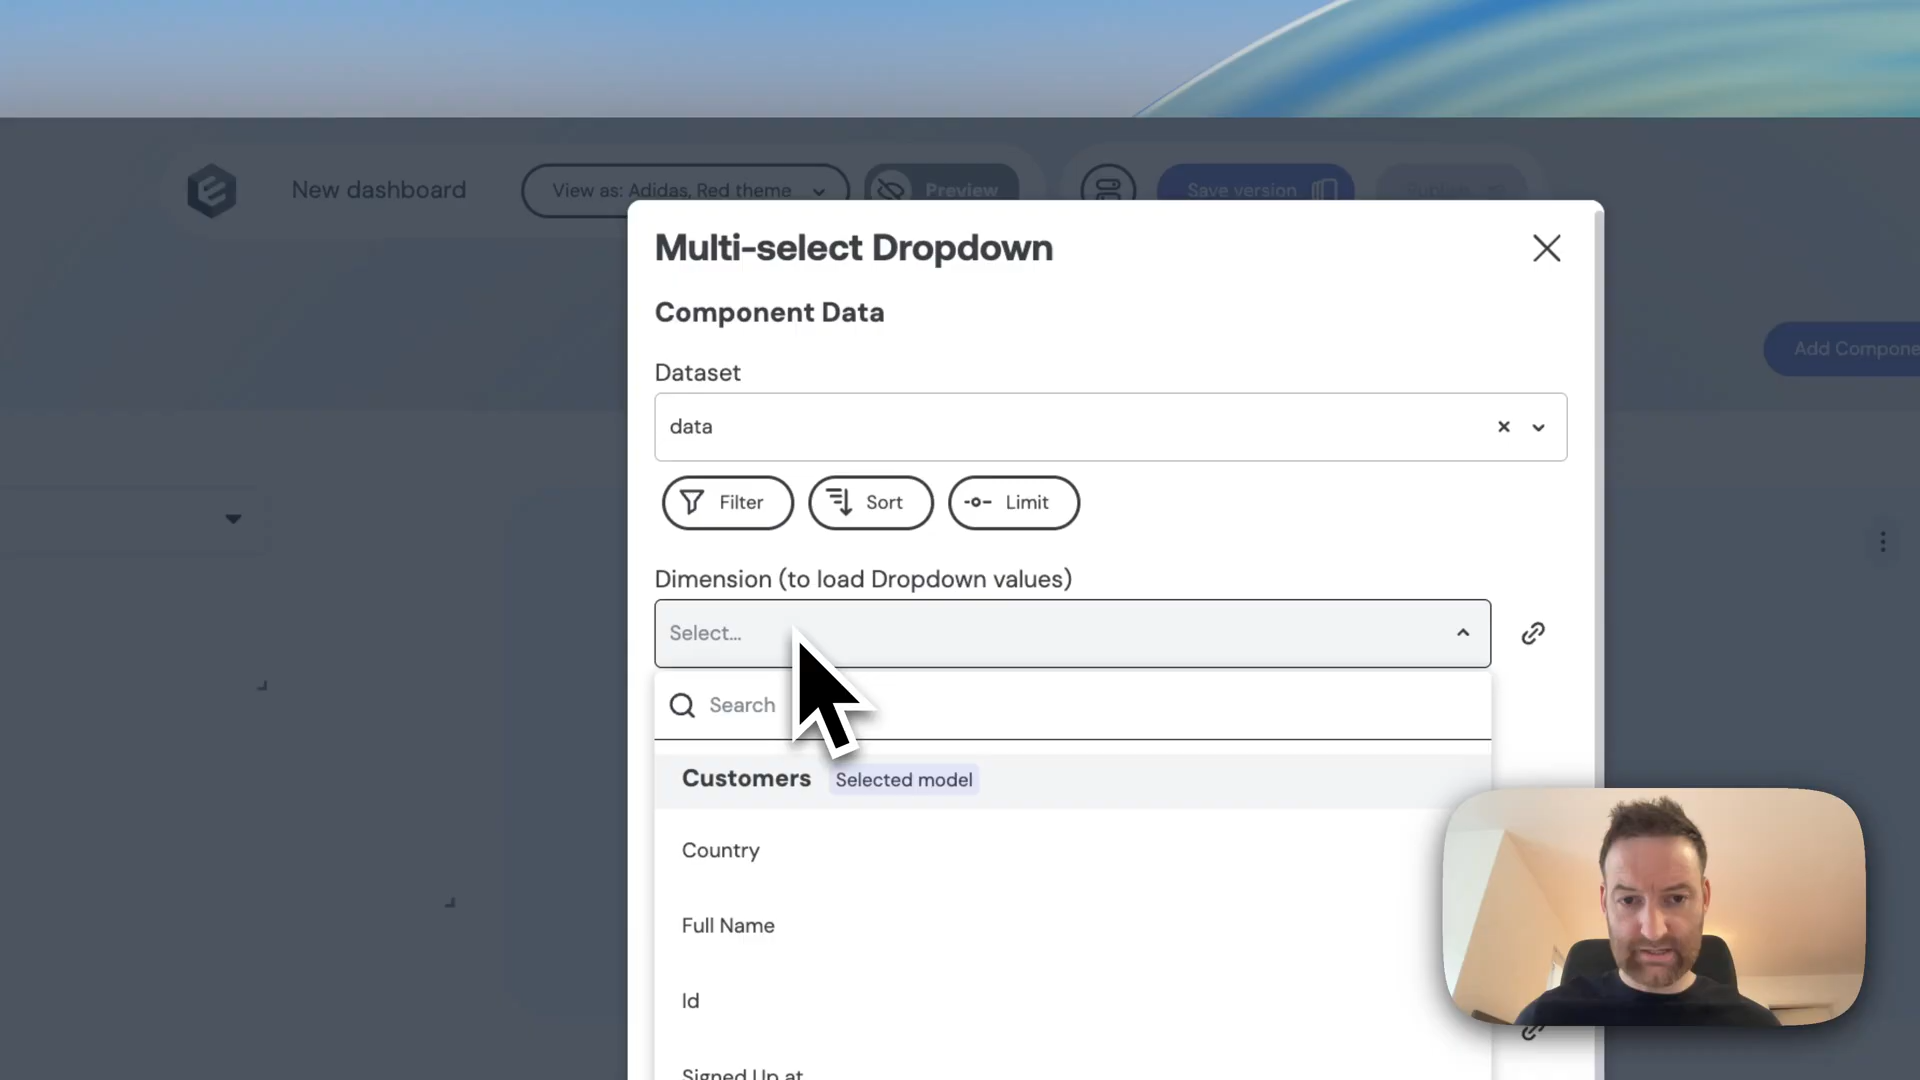 New dashboard
View as: Adidas, Red theme
Preview
Save version
Publish
Multi-select Dropdown
Component Data
Add Compone
Dataset
data
Filter
Sort
Limit
Dimension (to load Dropdown values)
Select...
Search
Customers
Selected model
Country
Full Name
Id
Signed Up at